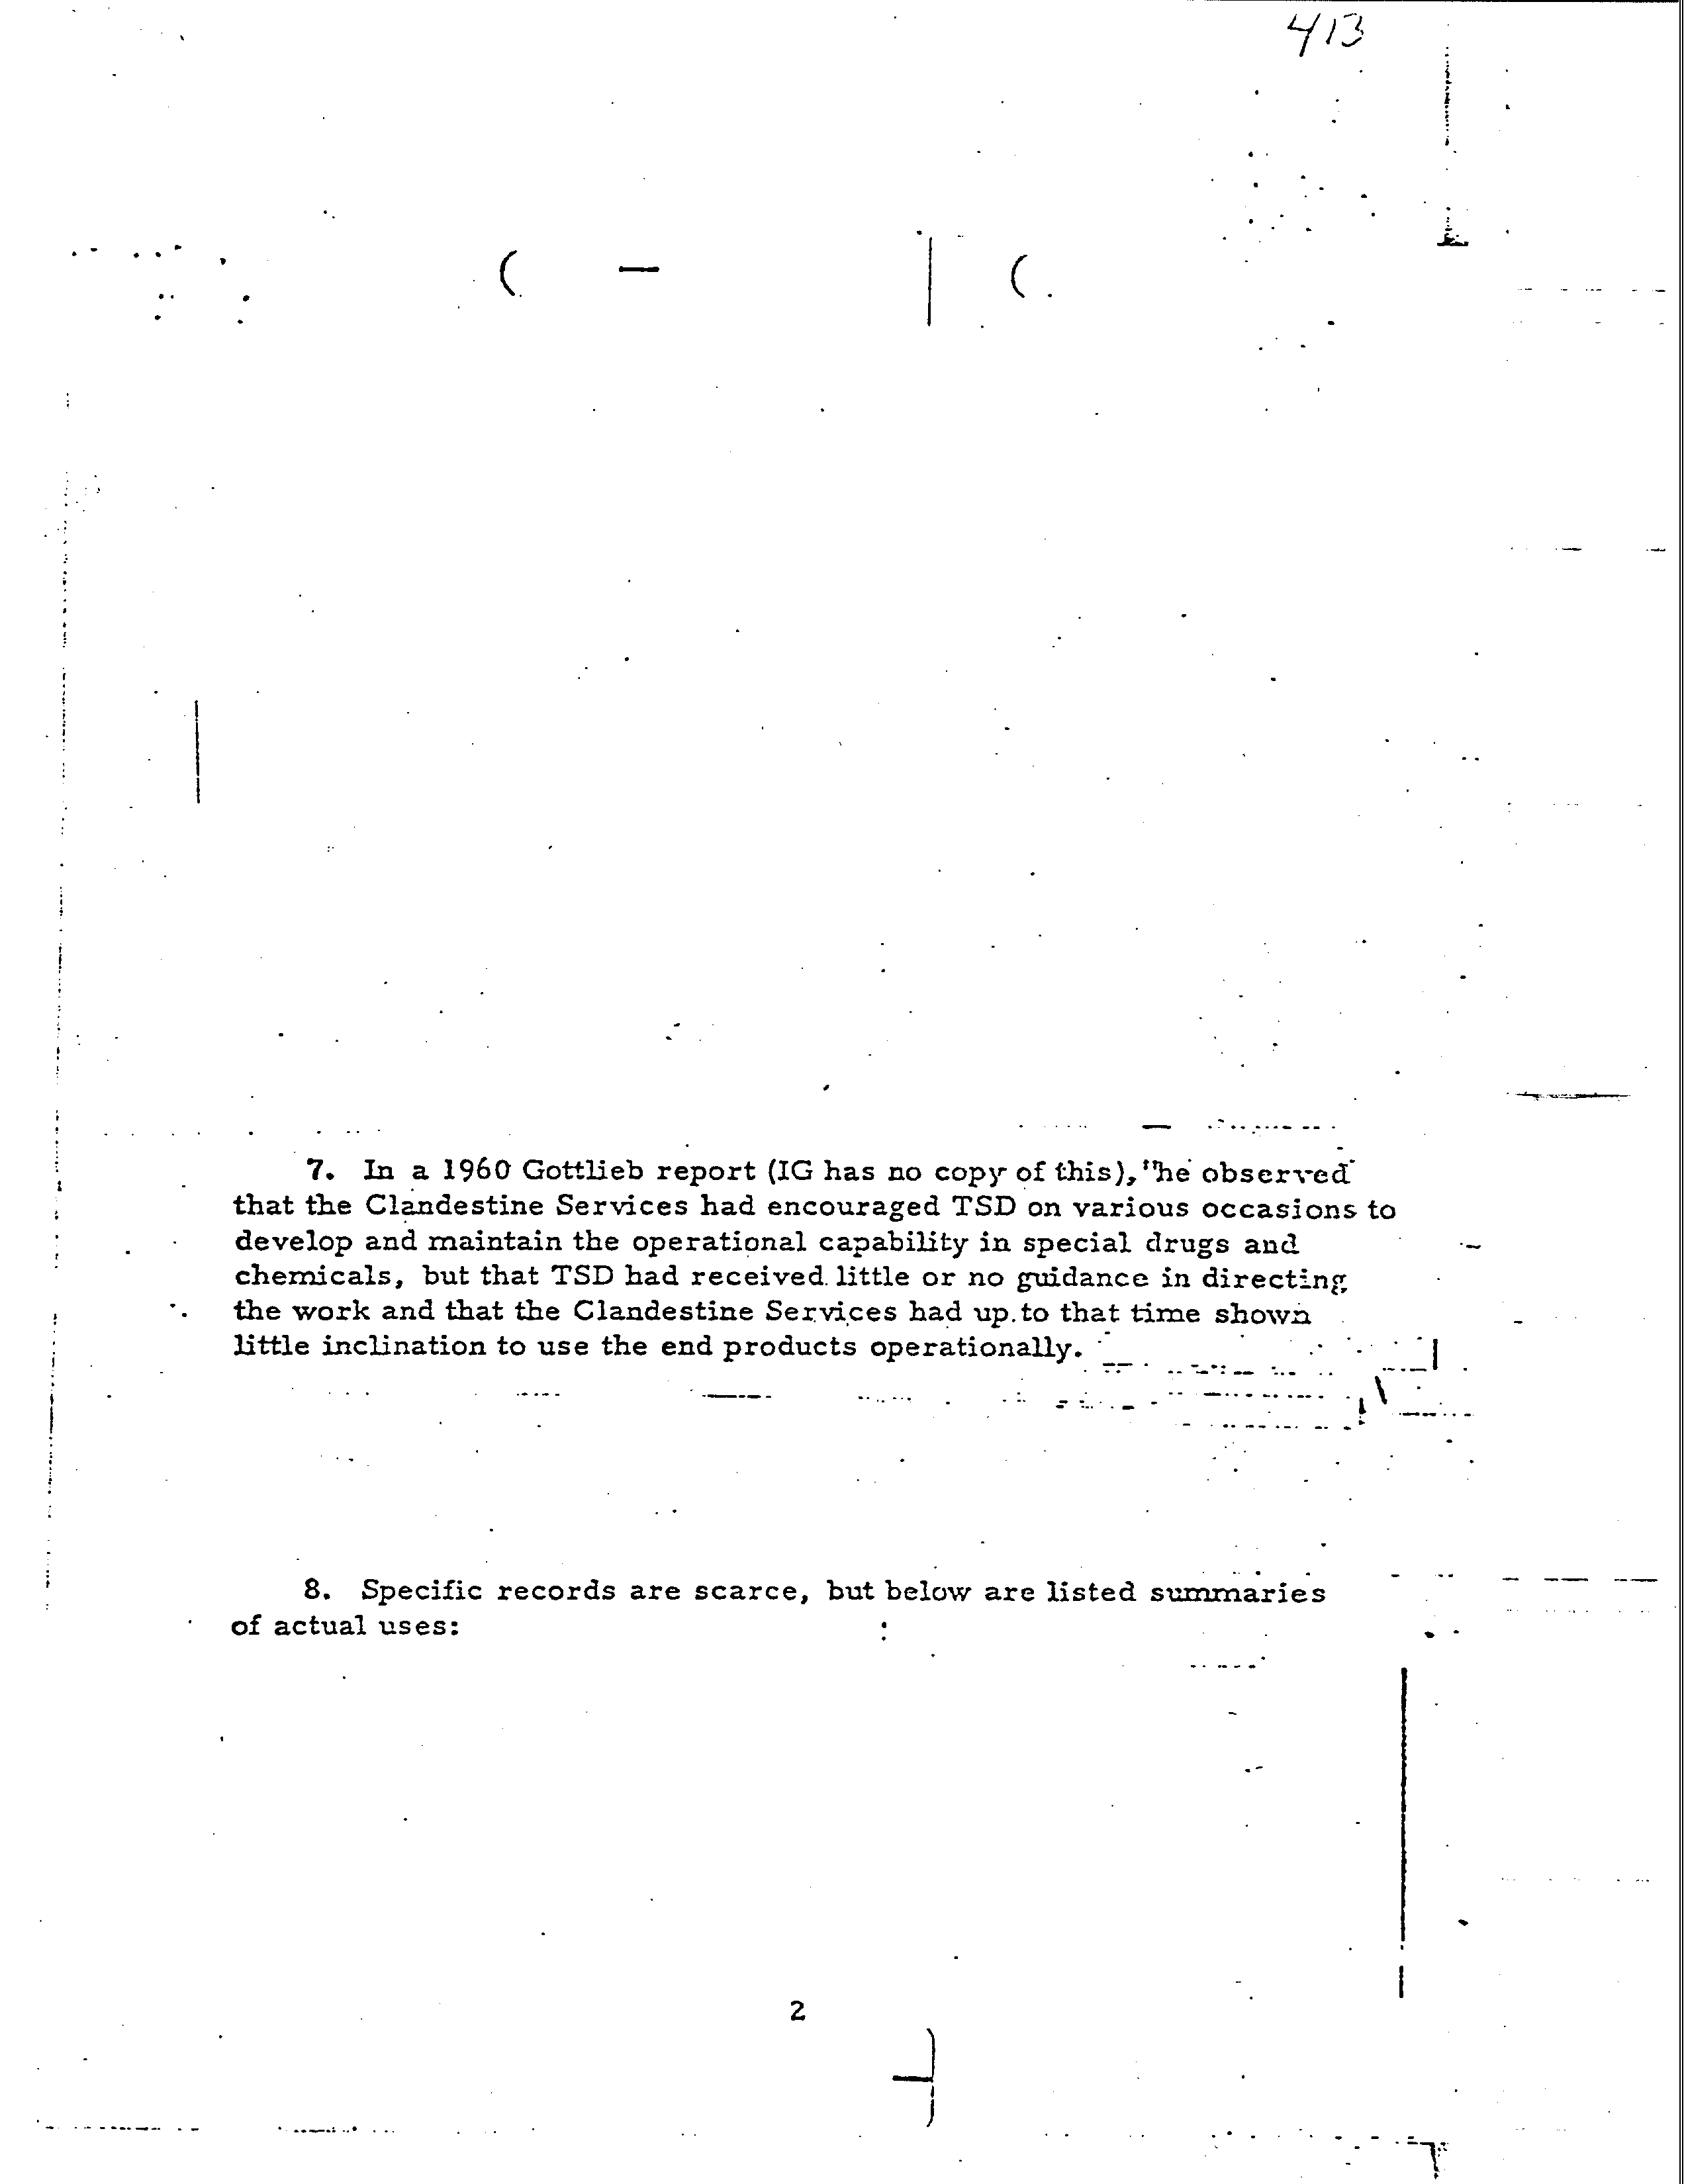 413
7. In a 1960 Gottlieb report (IG has no copy of this), "he observed
that the Clandestine Services had encouraged TSD on various occasions to
develop and maintain the operational capability in special drugs and
chemicals, but that TSD had received little or no guidance in directing
the work and that the Clandestine Services had up to that time shown
little inclination to use the end products operationally.
8. Specific records are scarce, but below are listed summaries
of actual uses:
2